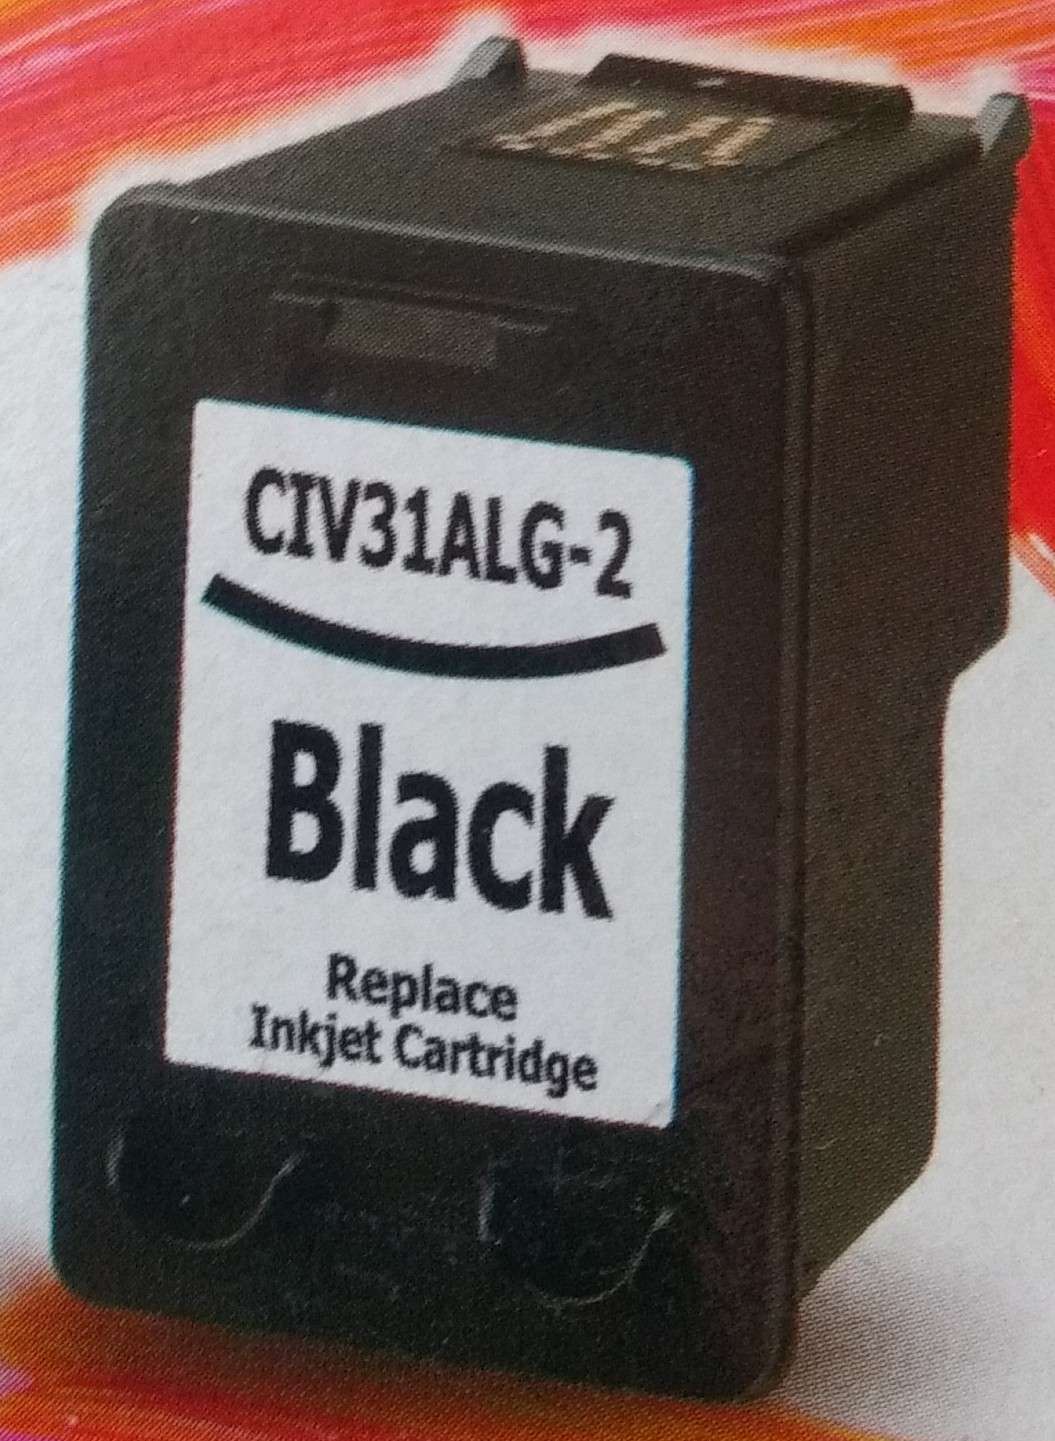 CIV31ALG-2
Black
Replace
Inkjet Cartridge